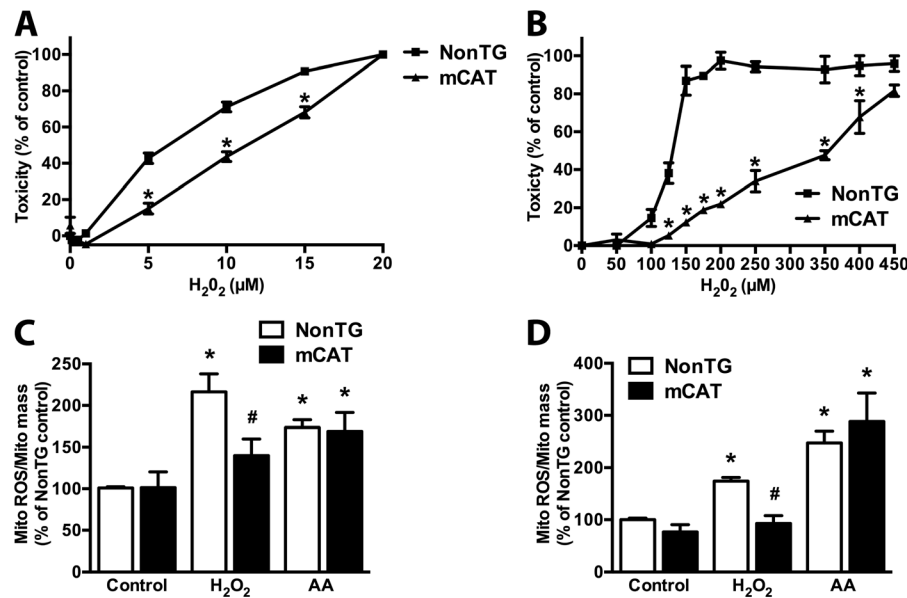 A
Toxicity (% of control)
100
80
60
40
20
0
0
5
10
15
20
H₂0₂ (µM)
NonTG
mCAT
*
*
*
B
Toxicty (% of control)
100
80
60
40
20
0
0
50
100 150 200 250 300 350 400 450
H₂0₂ (µM)
NonTG
mCAT
*
*
*
*
*
*
*
C
NonTG
mCAT
Mito ROS/Mito mass
(% of NonTG control)
250
200
150
100
50
0
*
#
*
*
Control
H₂O₂
AA
D
NonTG
mCAT
Mito ROS/Mito mass
(% of NonTG control)
400
300
200
100
0
*
#
*
*
Control
H₂O₂
AA